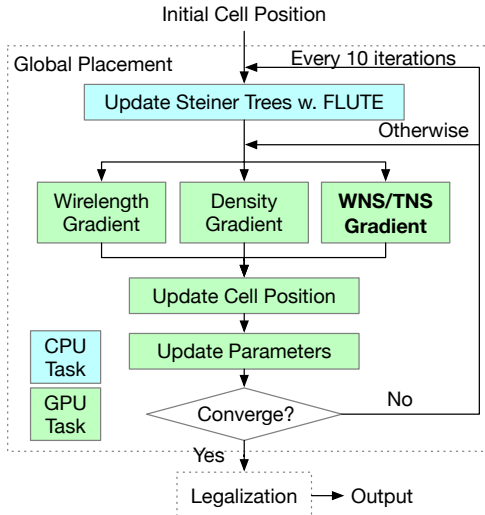 Initial Cell Position
Global Placement
Every 10 iterations
Update Steiner Trees w. FLUTE
Otherwise
Wirelength
Gradient
Density
Gradient
WNS/TNS
Gradient
Update Cell Position
Update Parameters
CPU
Task
GPU
Task
Converge?
No
Yes
Legalization
Output